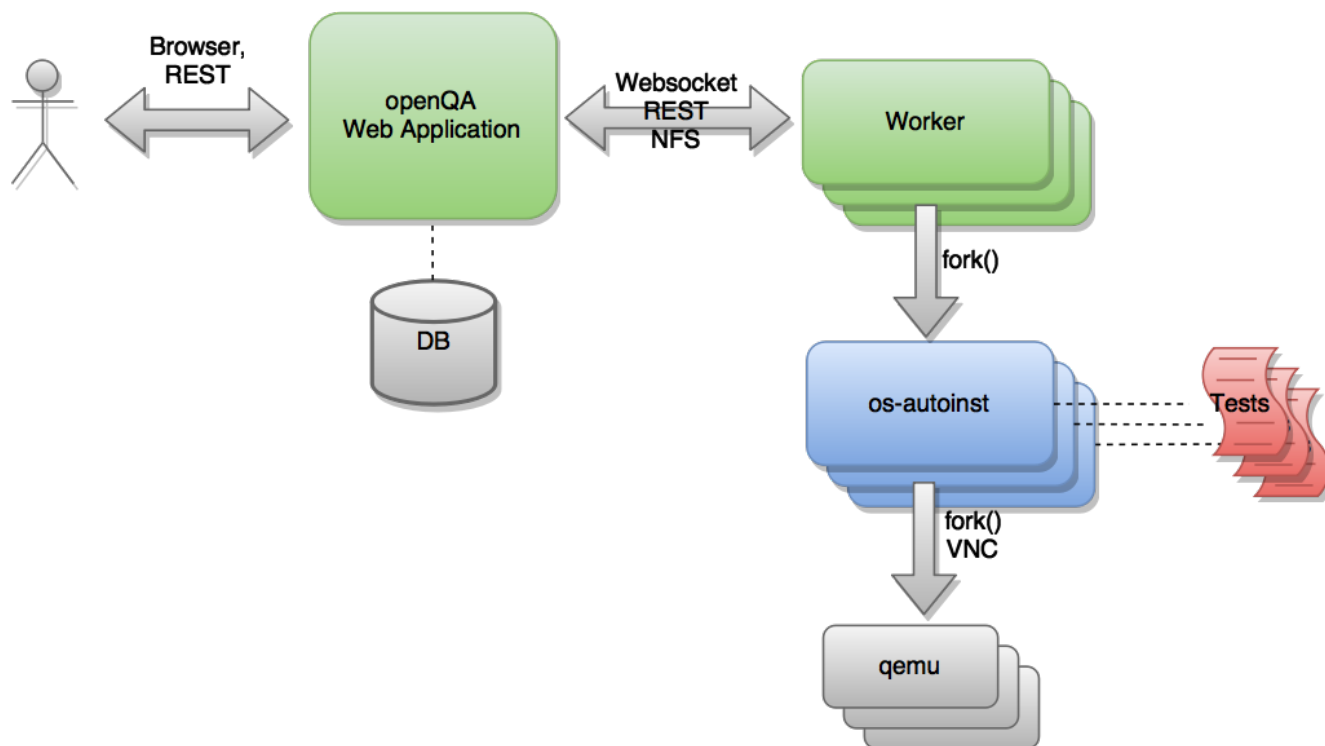 Browser,
REST
openQA
Web Application
Websocket
REST
NFS
Worker
fork()
DB
os-autoinst
Tests
fork()
VNC
qemu